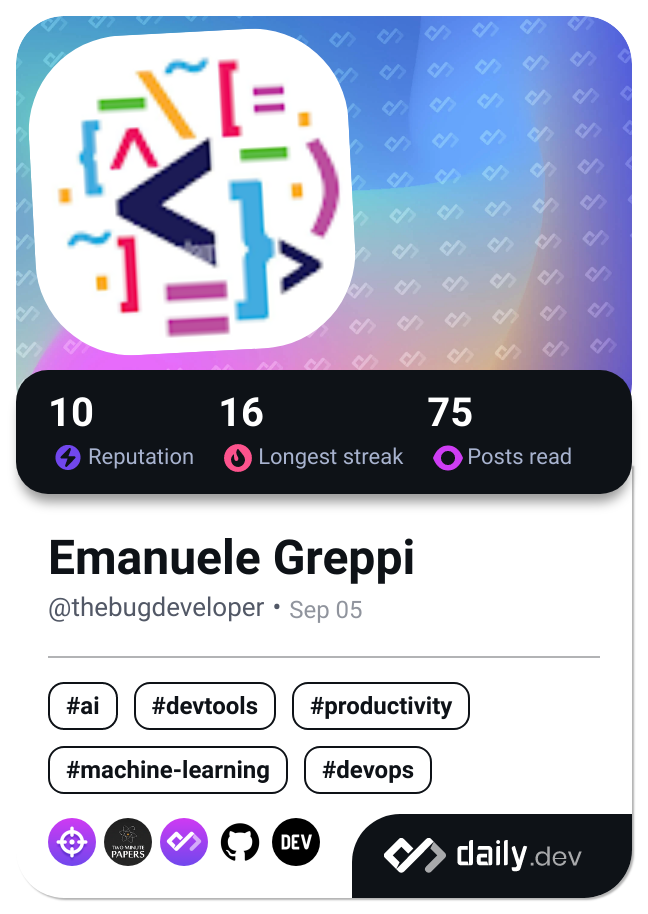 10 16 75
Reputation Longest streak Posts read
Emanuele Greppi
@thebugdeveloper • Sep 05
#ai #devtools #productivity
#machine-learning #devops
TWO MINUTE
PAPERS
DEV
daily.dev